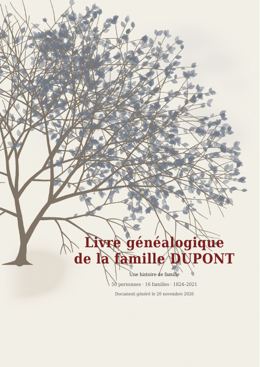 Livre généalogique
de la famille DUPONT
Une histoire de famille
50 personnes · 16 familles · 1824-2021
Document généré le 20 novembre 2020